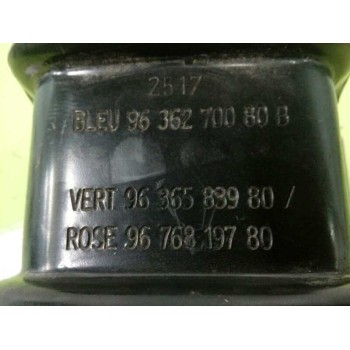 2517
BLEU 96 362 700 80 B
VERT 96 365 839 80 /
ROSE 96 768 197 80